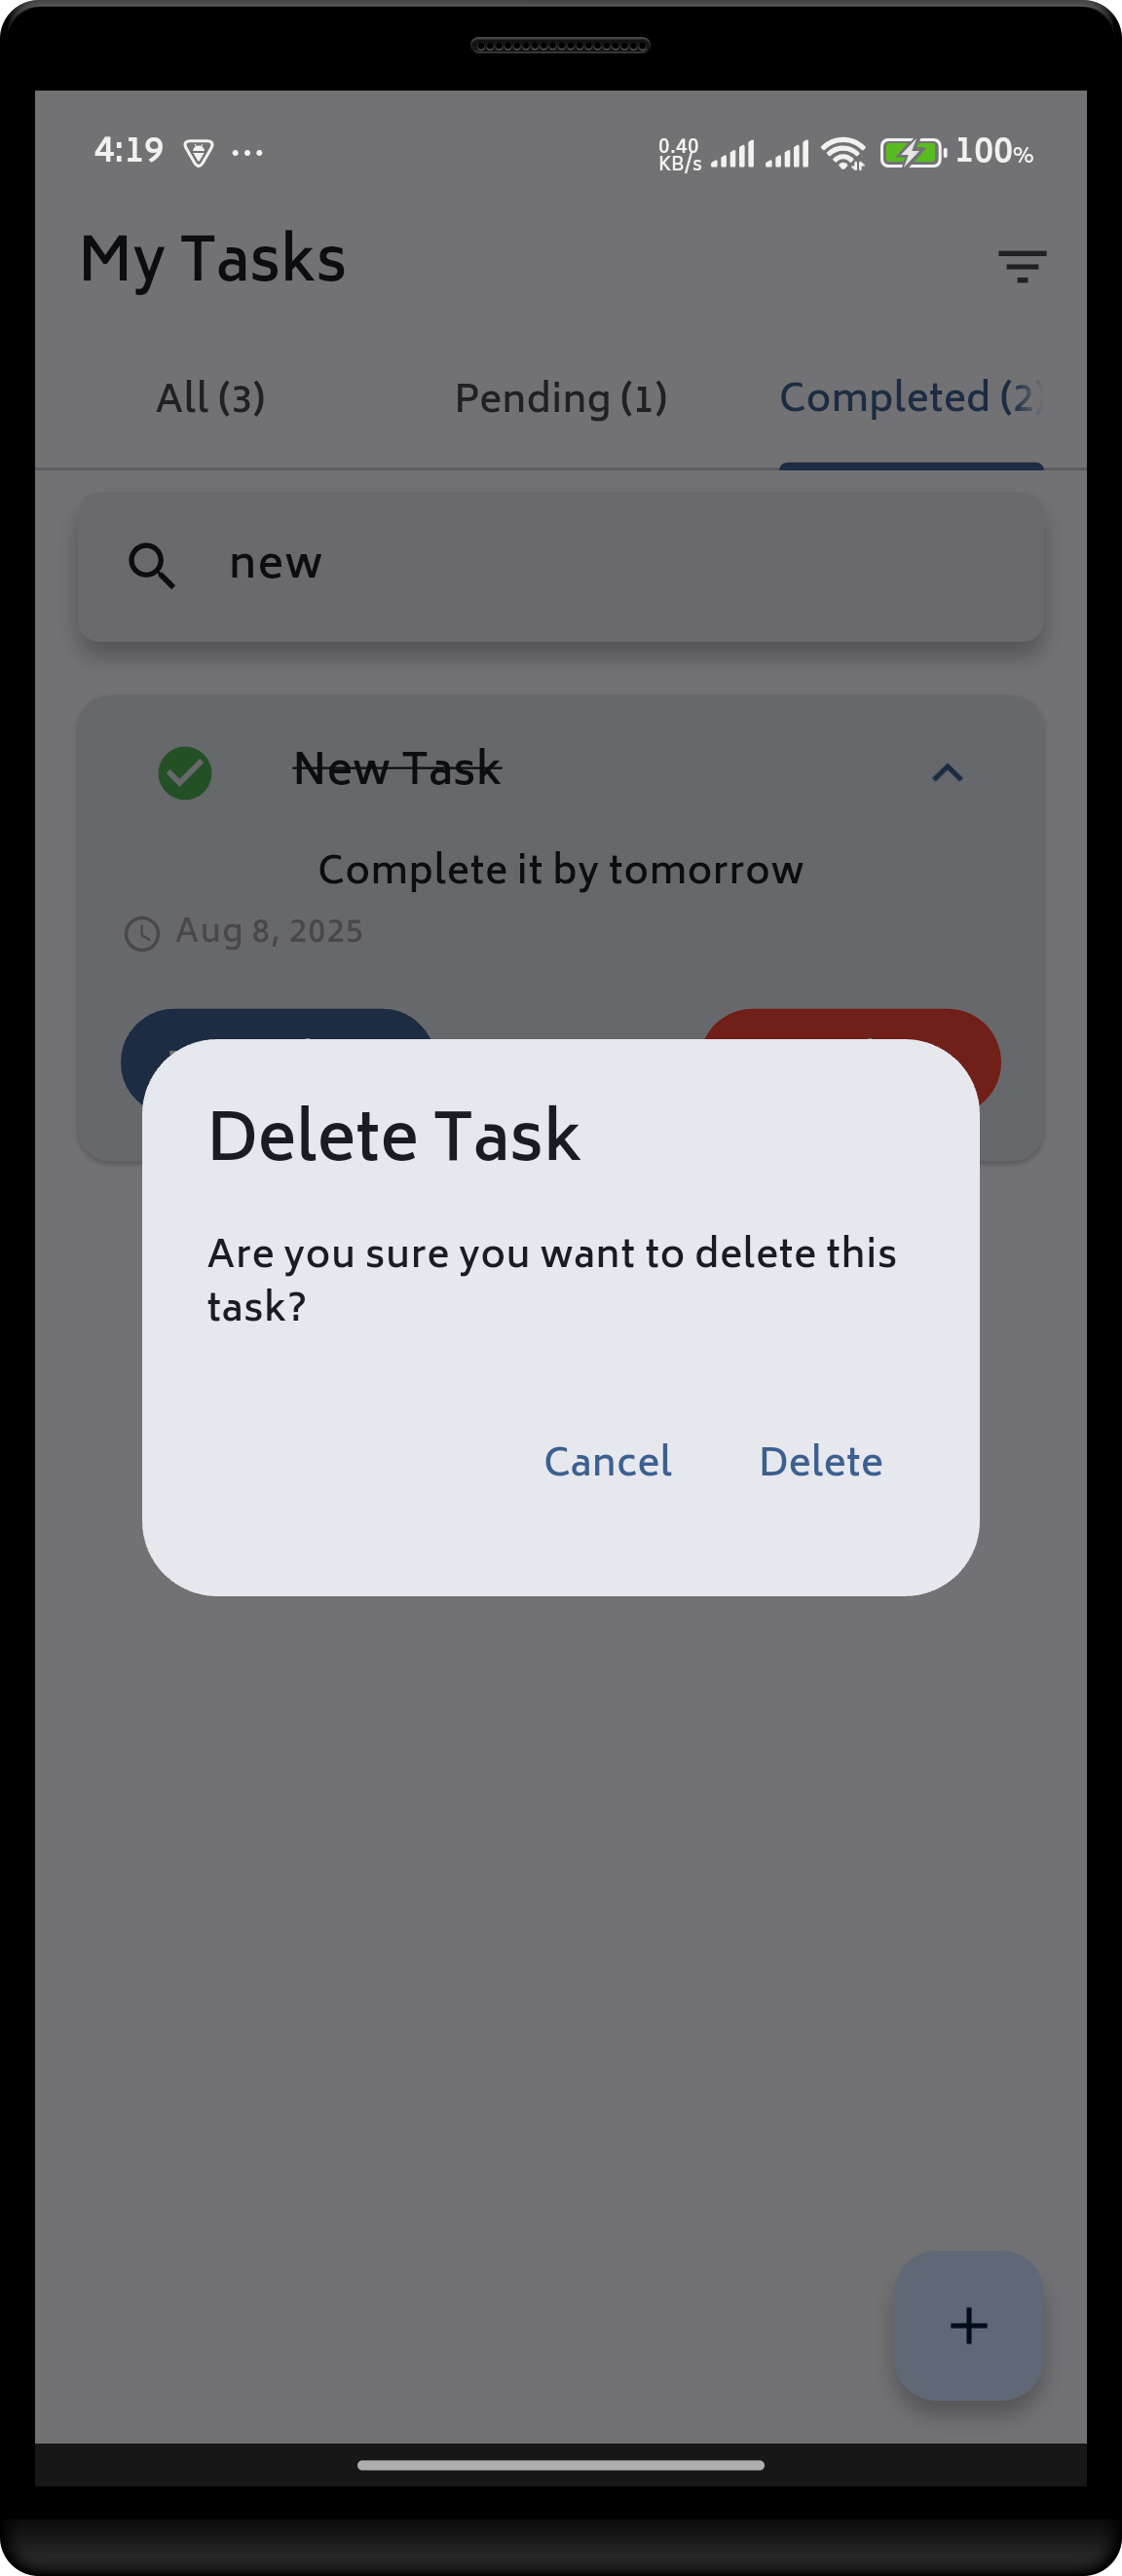 4:19 ... 0.40 KB/s 100%
My Tasks
All (3) Pending (1) Completed (2)
new
New Task
Complete it by tomorrow
Aug 8, 2025
Delete Task
Are you sure you want to delete this
task?
Cancel Delete